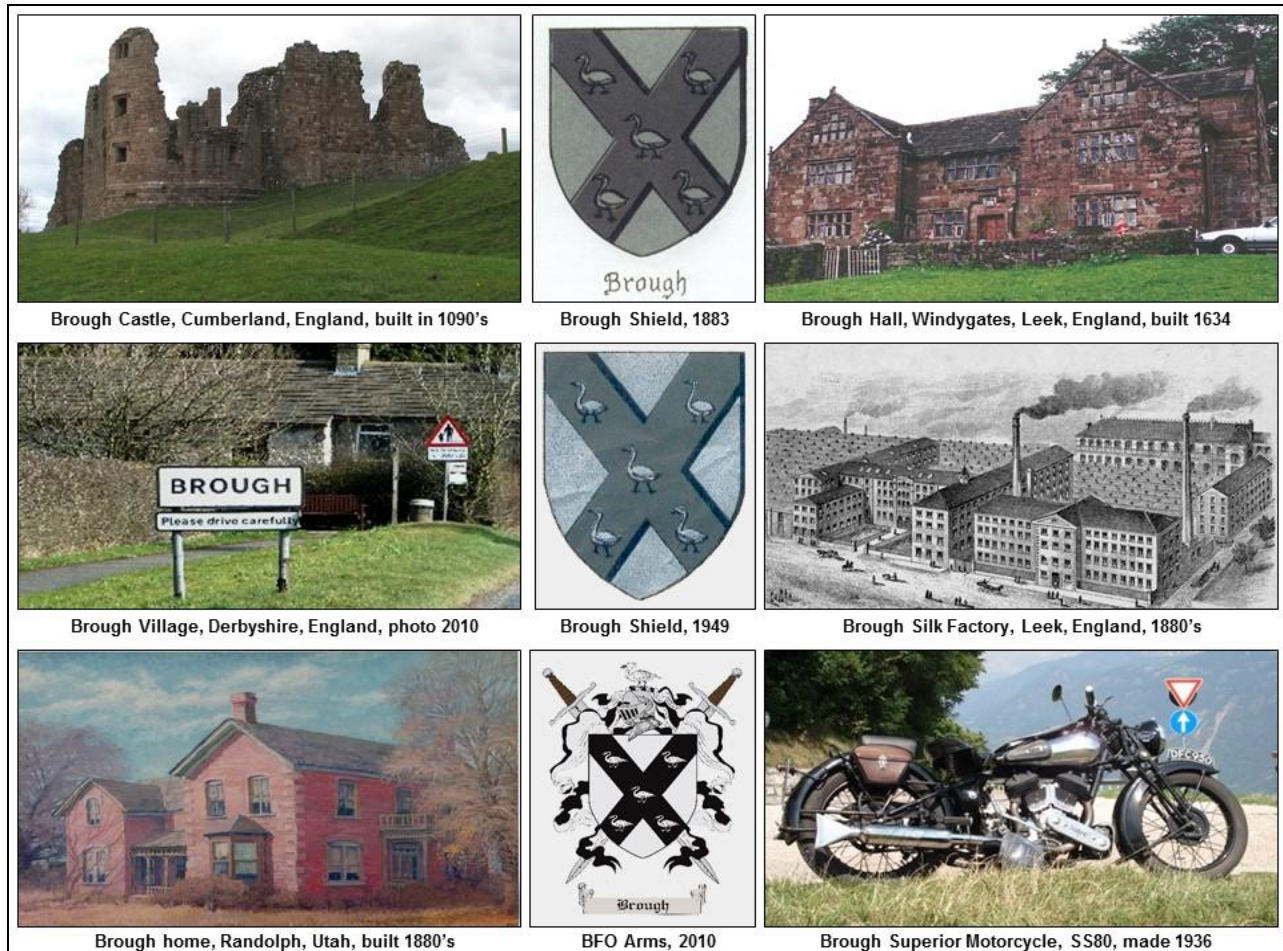 Brough
Brough Castle, Cumberland, England, built in 1090's
Brough Shield, 1883
Brough Hall, Windygates, Leek, England, built 1634
BROUGH
Please drive carefully
Brough Village, Derbyshire, England, photo 2010
Brough Shield, 1949
Brough Silk Factory, Leek, England, 1880's
Brough
DFC950
Brough home, Randolph, Utah, built 1880's
BFO Arms, 2010
Brough Superior Motorcycle, SS80, made 1936